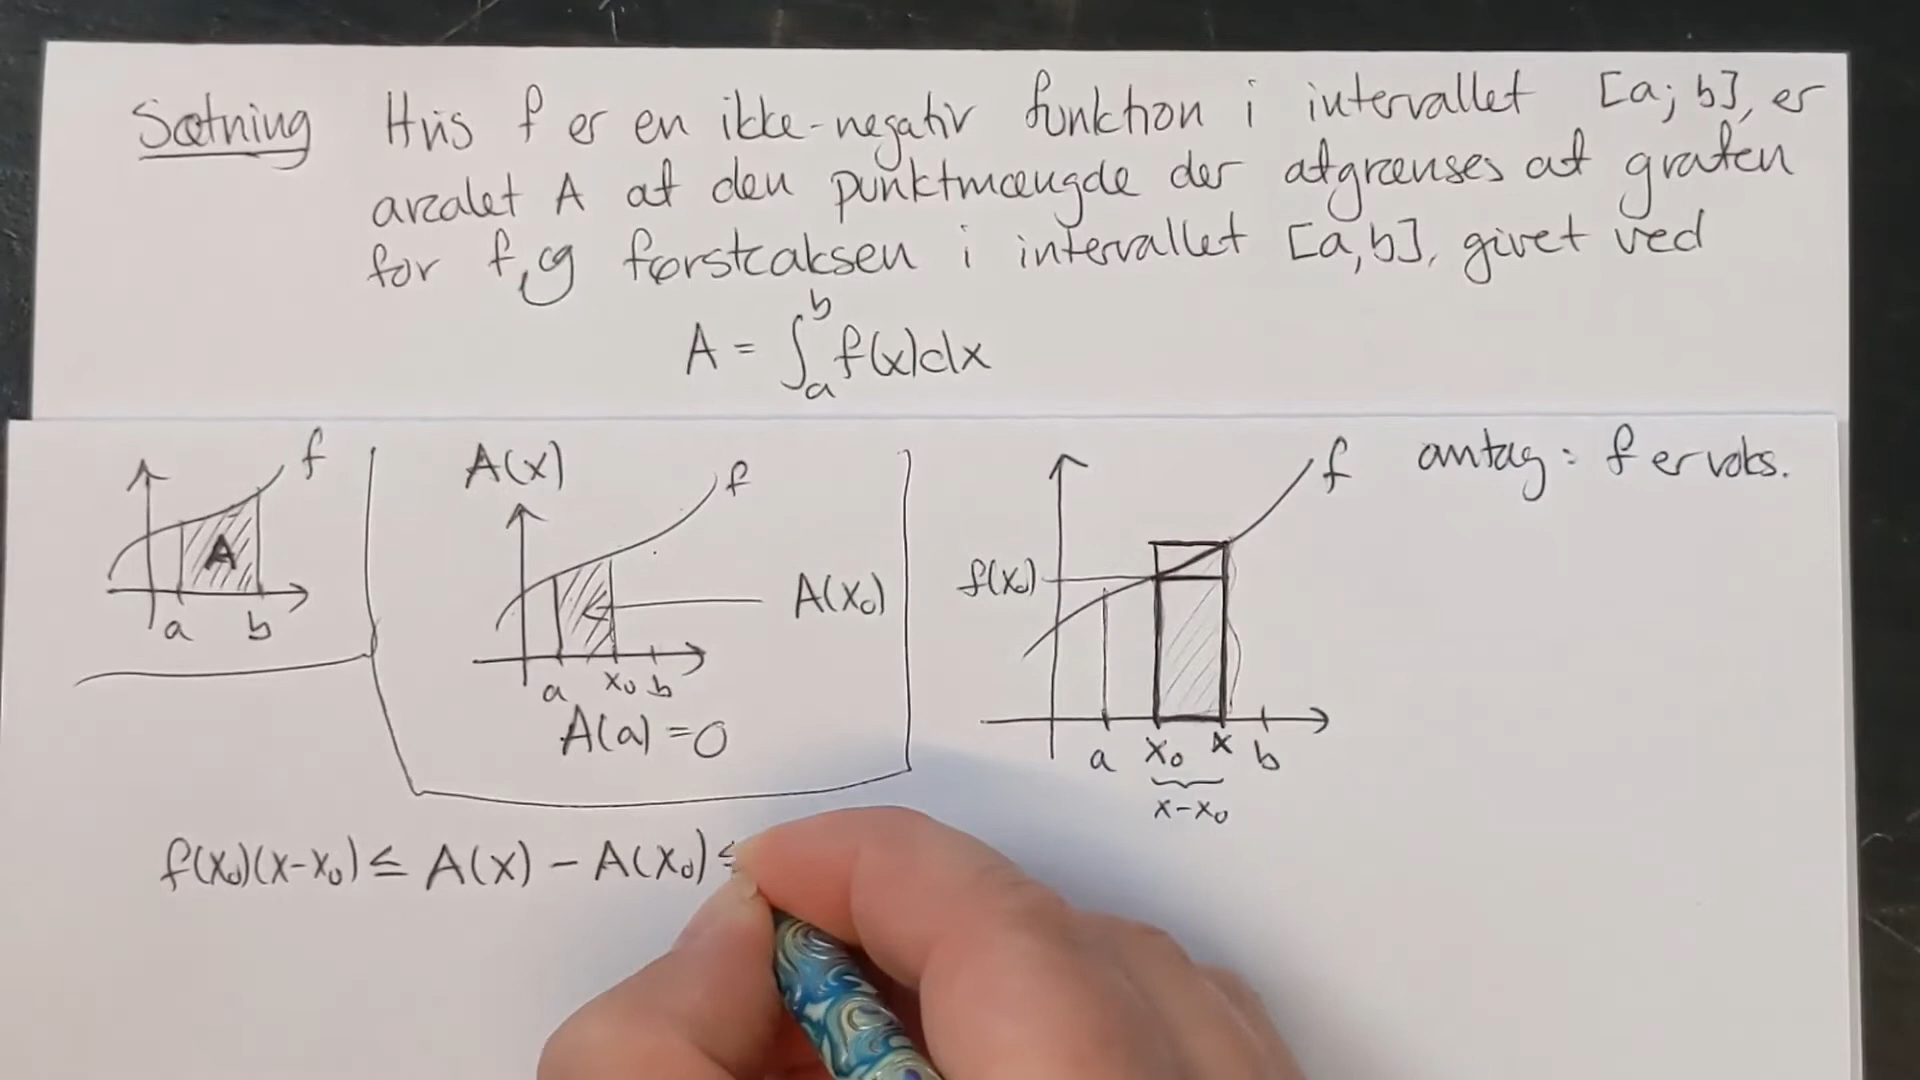 Sætning Hvis f er en ikke-negativ funktion i intervallet [a; b], er
arealet A af den punktmængde der afgrænses af grafen
for f, og førsteaksen i intervallet [a, b], givet ved
A = ∫_a^b f(x)dx
f
A
a b
A(x)
f
A(x₀)
a x₀ b
A(a) = 0
f
f(x₀)
a x₀ x b
x-x₀
antag: f er voks.
f(x₀)(x-x₀) ≤ A(x) - A(x₀) ≤